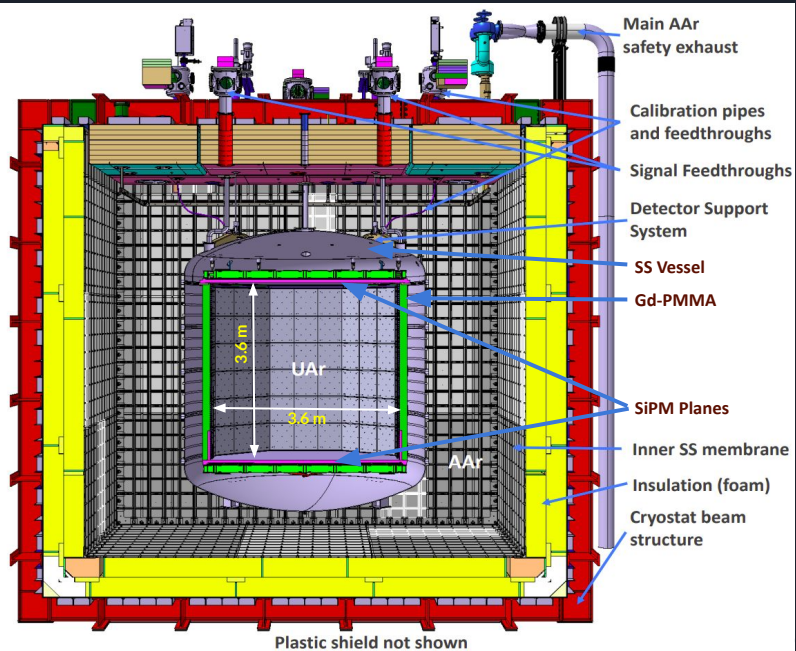 Main AAr
safety exhaust
Calibration pipes
and feedthroughs
Signal Feedthroughs
Detector Support
System
SS Vessel
Gd-PMMA
3.6 m
UAr
3.6 m
SiPM Planes
AAr
Inner SS membrane
Insulation (foam)
Cryostat beam
structure
Plastic shield not shown